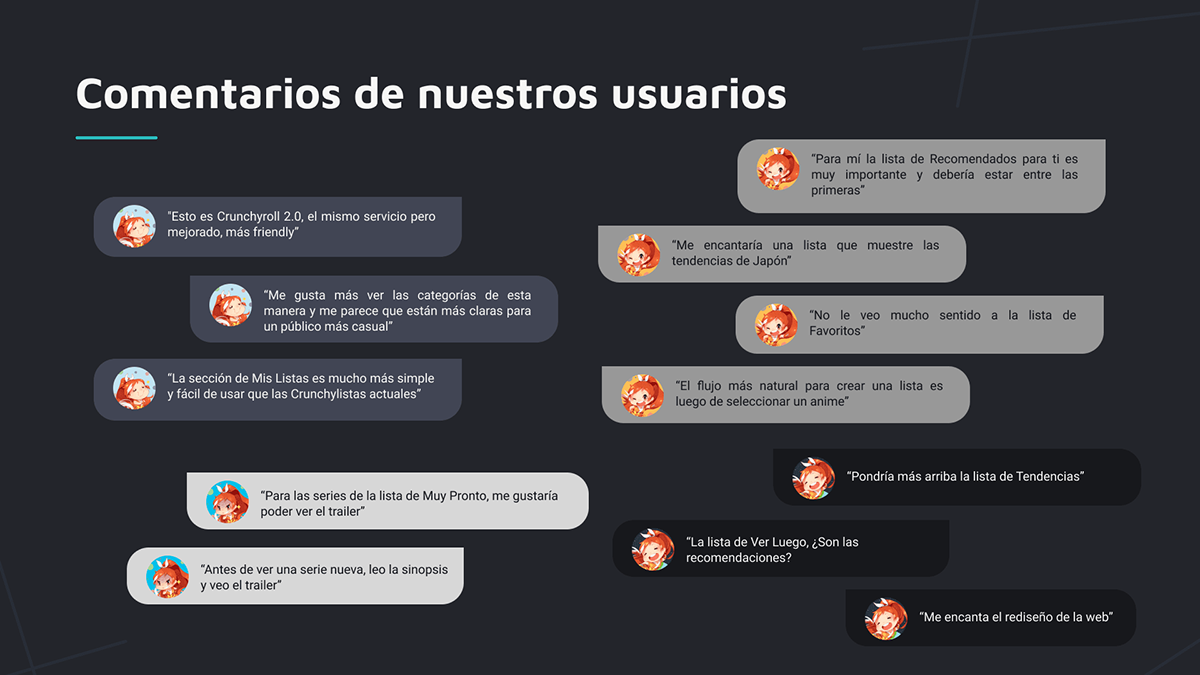 Comentarios de nuestros usuarios
"Esto es Crunchyroll 2.0, el mismo servicio pero
mejorado, más friendly”
“Me gusta más ver las categorías de esta
manera y me parece que están más claras para
un público más casual”
“La sección de Mis Listas es mucho más simple
y fácil de usar que las Crunchylistas actuales”
“Para las series de la lista de Muy Pronto, me gustaría
poder ver el trailer”
“Antes de ver una serie nueva, leo la sinopsis
y veo el trailer”
“Para mí la lista de Recomendados para ti es
muy importante y debería estar entre las
primeras”
“Me encantaría una lista que muestre las
tendencias de Japón”
“No le veo mucho sentido a la lista de
Favoritos”
“El flujo más natural para crear una lista es
luego de seleccionar un anime”
“Pondría más arriba la lista de Tendencias”
“La lista de Ver Luego, ¿Son las
recomendaciones?
“Me encanta el rediseño de la web”